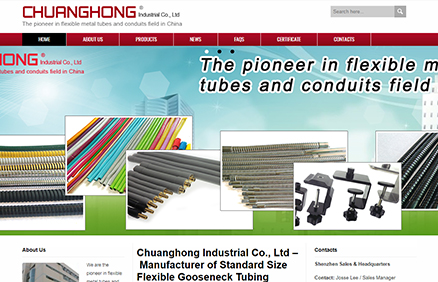 CHUANGHONG ® Industrial Co., Ltd
The pioneer in flexible metal tubes and conduits field in China
Search here...
HOME ABOUT US PRODUCTS NEWS FAQS CERTIFICATE CONTACTS
HONG ® Industrial Co., Ltd
tubes and conduits field in China
The pioneer in flexible m
tubes and conduits field
About Us
We are the
pioneer in flexible
metal tubes and
Chuanghong Industrial Co., Ltd –
Manufacturer of Standard Size
Flexible Gooseneck Tubing
Contacts
Shenzhen Sales & Headquarters
Contact: Josee Lee / Sales Manager